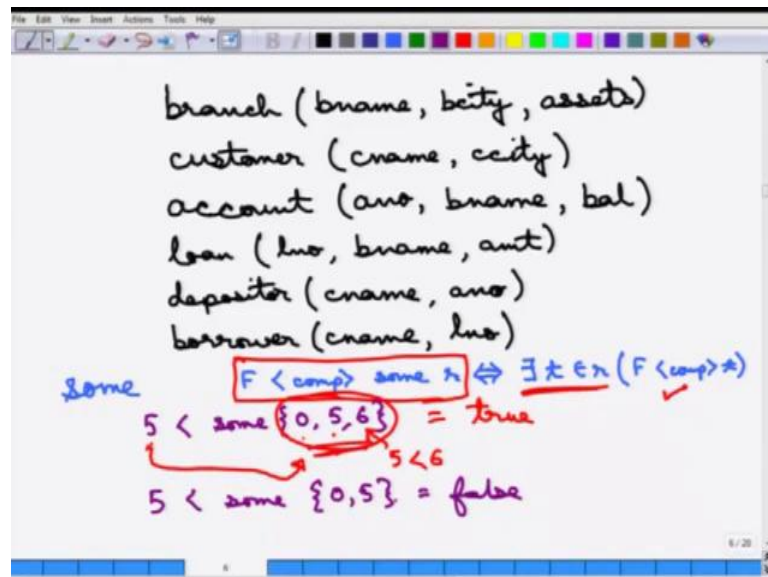 File Edit View Insert Actions Tools Help
branch (bname, bcity, assets)
customer (cname, ccity)
account (ano, bname, bal)
loan (lno, bname, amt)
depositor (cname, ano)
borrower (cname, lno)
some F <comp> some r ⇔ ∃ t ∈ r (F <comp> t)
5 < some {0, 5, 6} = true
5 < 6
5 < some {0, 5} = false
6 6/20